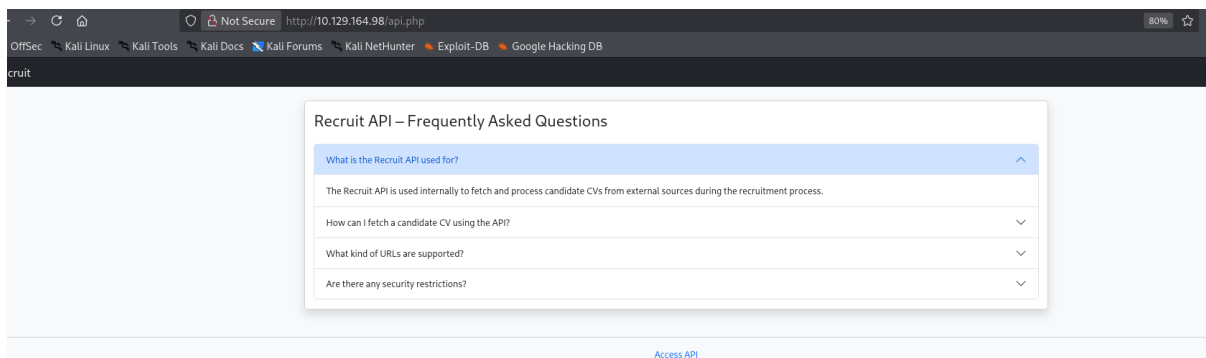 Not Secure http://10.129.164.98/api.php 80%
OffSec Kali Linux Kali Tools Kali Docs Kali Forums Kali NetHunter Exploit-DB Google Hacking DB
cruit
Recruit API – Frequently Asked Questions
What is the Recruit API used for?
The Recruit API is used internally to fetch and process candidate CVs from external sources during the recruitment process.
How can I fetch a candidate CV using the API?
What kind of URLs are supported?
Are there any security restrictions?
Access API